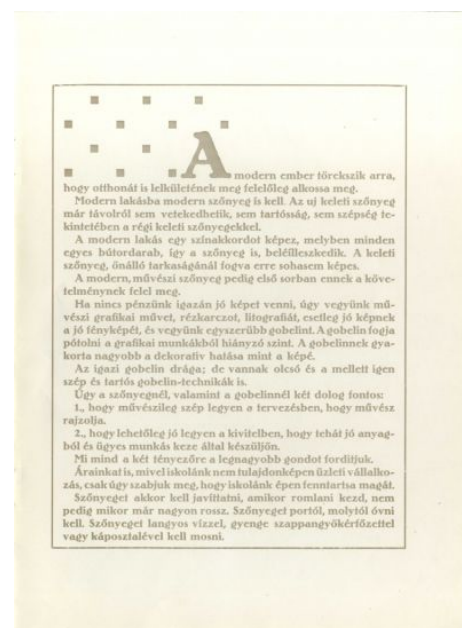 A modern ember törekszik arra,
hogy otthonát is lelkületének meg felelőleg alkossa meg.
Modern lakásba modern szőnyeg is kell. Az uj keleti szőnyeg
már távolról sem vetekedhetik, sem tartósság, sem szépség te-
kintetében a régi keleti szőnyegekkel.
A modern lakás egy színakkordot képez, melyben minden
egyes bútordarab, így a szőnyeg is, beléilleszkedik. A keleti
szőnyeg, önálló tarkaságánál fogva erre sohasem képes.
A modern, művészi szőnyeg pedig első sorban ennek a köve-
telménynek felel meg.
Ha nincs pénzünk igazán jó képet venni, úgy vegyünk mű-
vészi grafikai művet, rézkarcot, litografiát, esetleg jó képnek
a jó fényképét, és vegyünk egyszerűbb gobelint. A gobelin fogja
pótolni a grafikai munkákból hiányzó szint. A gobelinnek gya-
korta nagyobb a dekorativ hatása mint a képé.
Az igazi gobelin drága; de vannak olcsó és a mellett igen
szép és tartós gobelin-technikák is.
Úgy a szőnyegnél, valamint a gobelinnél két dolog fontos:
1., hogy művészileg szép legyen a tervezésben, hogy művész
rajzolja.
2., hogy lehetőleg jó legyen a kivitelben, hogy tehát jó anyag-
ból és ügyes munkás keze által készüljön.
Mi mind a két tényezőre a legnagyobb gondot fordítjuk.
Árainkat is, mivel iskolánk nem tulajdonképen üzleti vállalko-
zás, csak úgy szabjuk meg, hogy iskolánk épen fenntartsa magát.
Szőnyeget akkor kell javíttatni, amikor romlani kezd, nem
pedig mikor már nagyon rossz. Szőnyeget portól, molytól óvni
kell. Szőnyeget langyos vízzel, gyenge szappangyökérfőzettel
vagy káposztalével kell mosni.